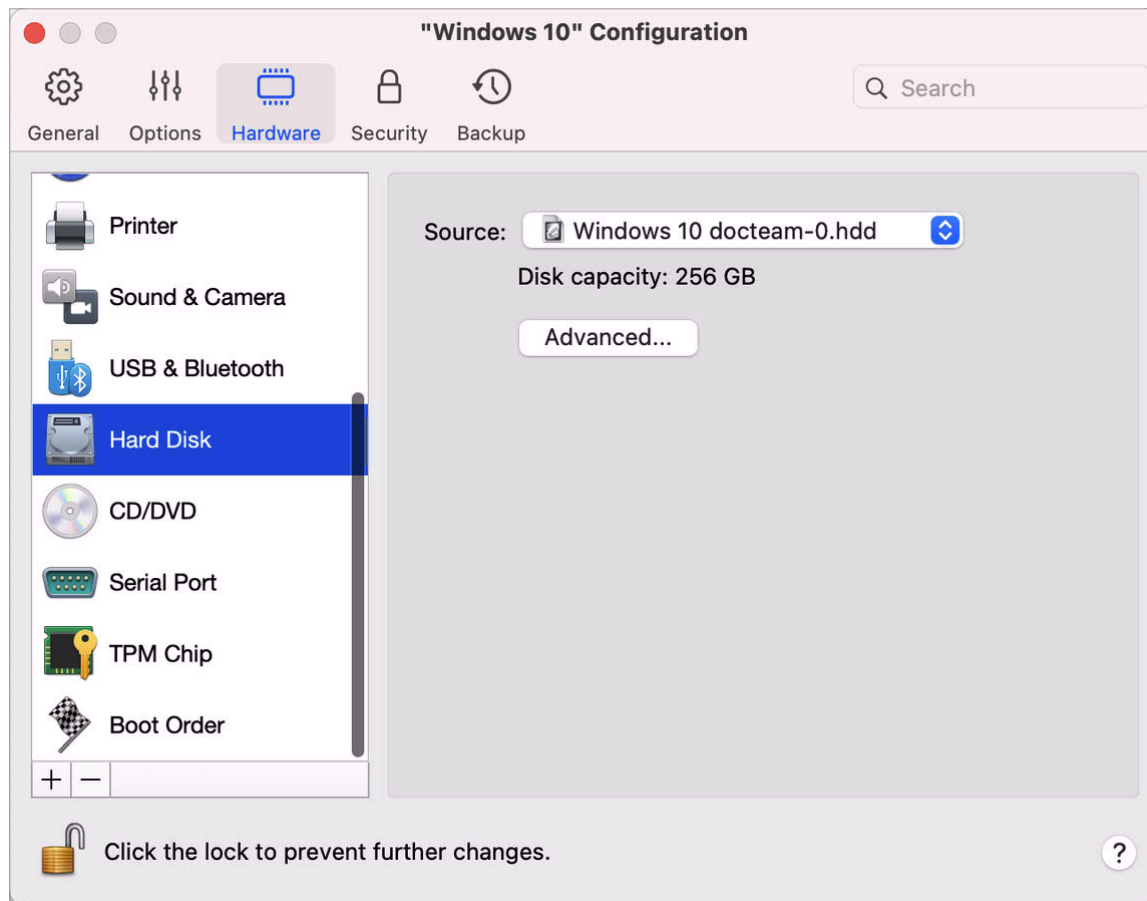 "Windows 10" Configuration
General Options Hardware Security Backup
Search
Printer
Sound & Camera
USB & Bluetooth
Hard Disk
CD/DVD
Serial Port
TPM Chip
Boot Order
+ −
Source: Windows 10 docteam-0.hdd
Disk capacity: 256 GB
Advanced...
Click the lock to prevent further changes.
?